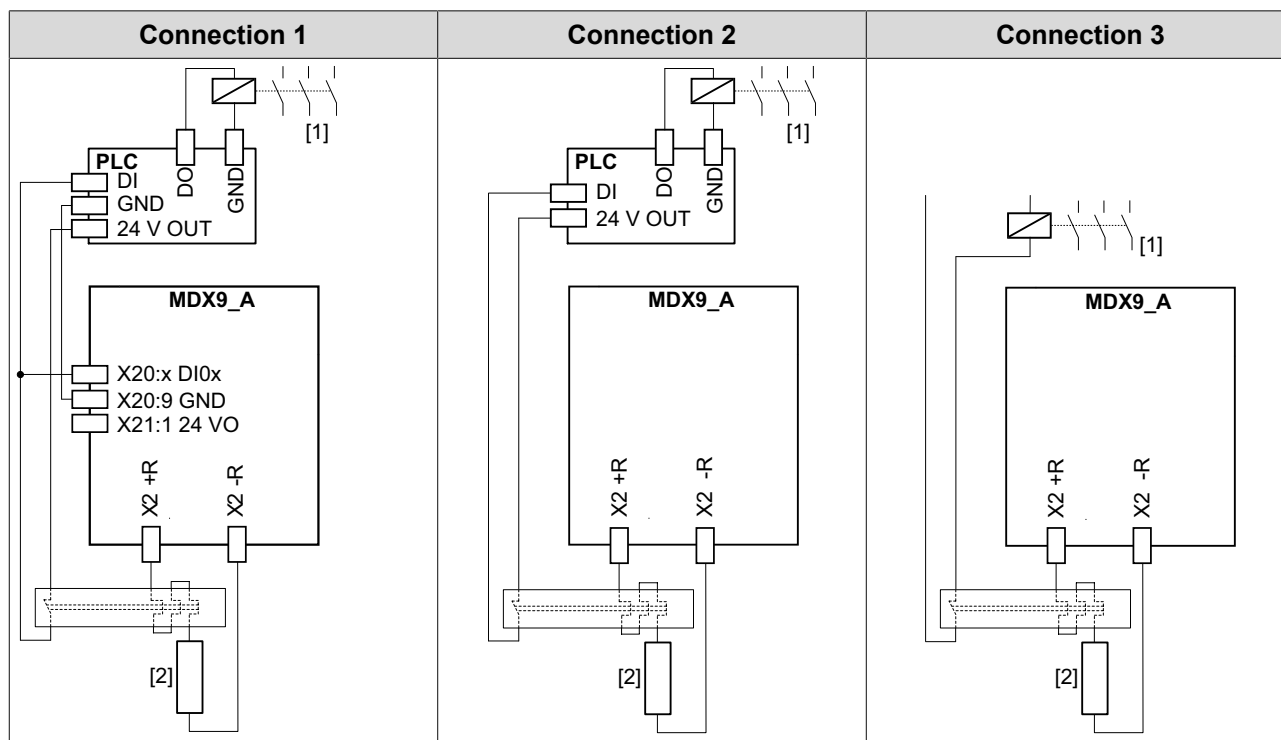 Connection 1
Connection 2
Connection 3
[1]
PLC
DI
GND
24 V OUT
DO
GND
MDX9_A
X20:x DI0x
X20:9 GND
X21:1 24 VO
X2 +R
X2 -R
[2]
[1]
PLC
DI
24 V OUT
DO
GND
MDX9_A
X2 +R
X2 -R
[2]
[1]
MDX9_A
X2 +R
X2 -R
[2]